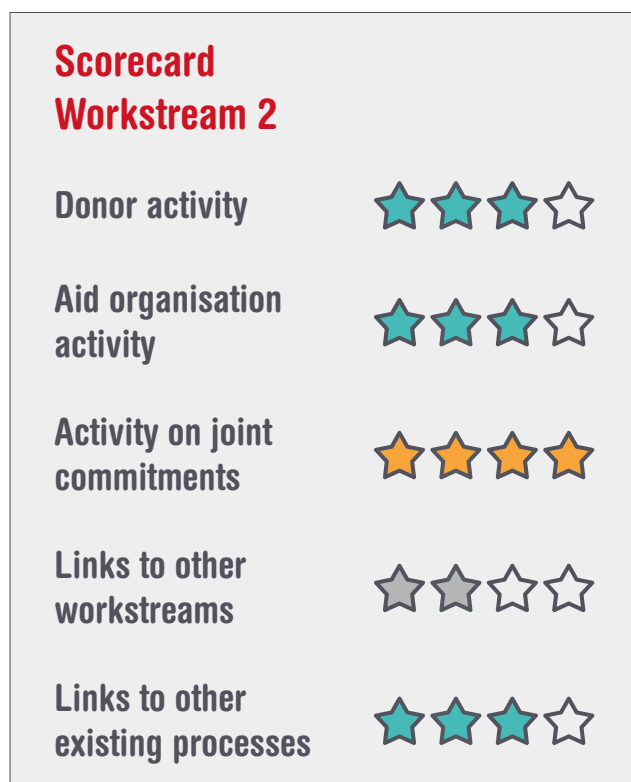 Scorecard
Workstream 2
Donor activity
Aid organisation
activity
Activity on joint
commitments
Links to other
workstreams
Links to other
existing processes